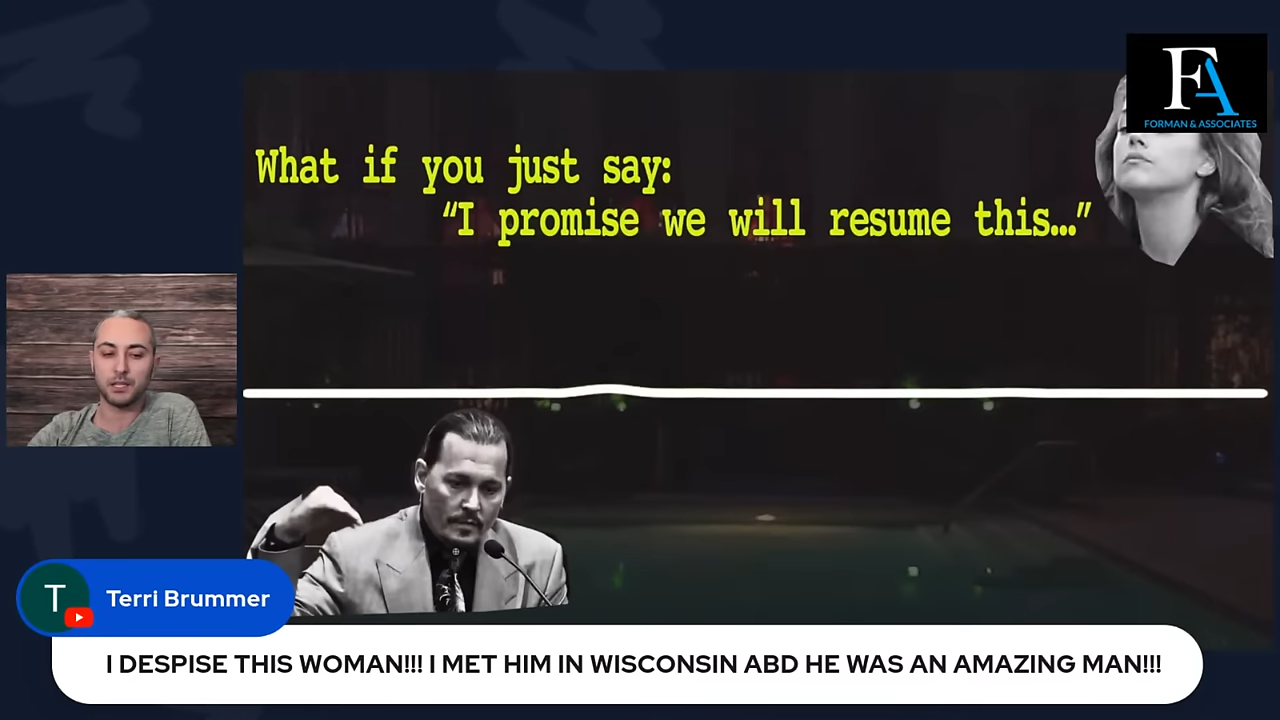 FA
FORMAN & ASSOCIATES
What if you just say:
“I promise we will resume this...”
T
Terri Brummer
I DESPISE THIS WOMAN!!! I MET HIM IN WISCONSIN ABD HE WAS AN AMAZING MAN!!!